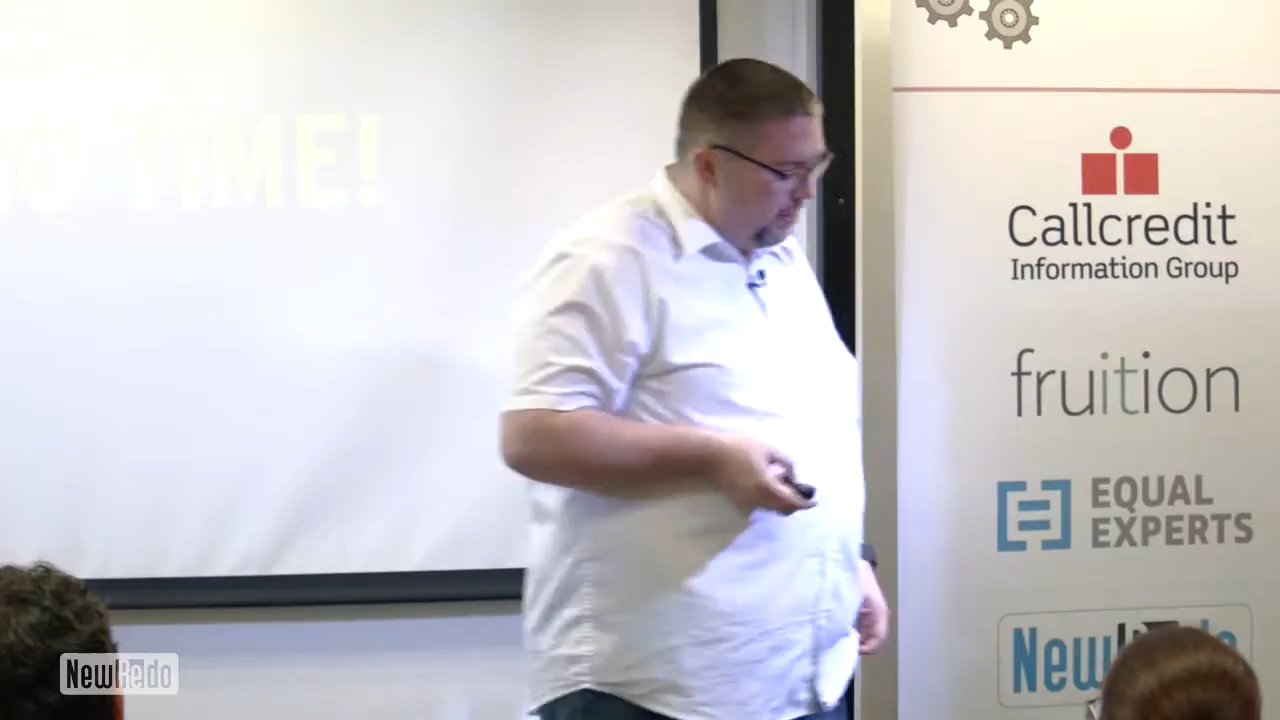 TIME!
Callcredit
Information Group
fruition
EQUAL
EXPERTS
NewRedo